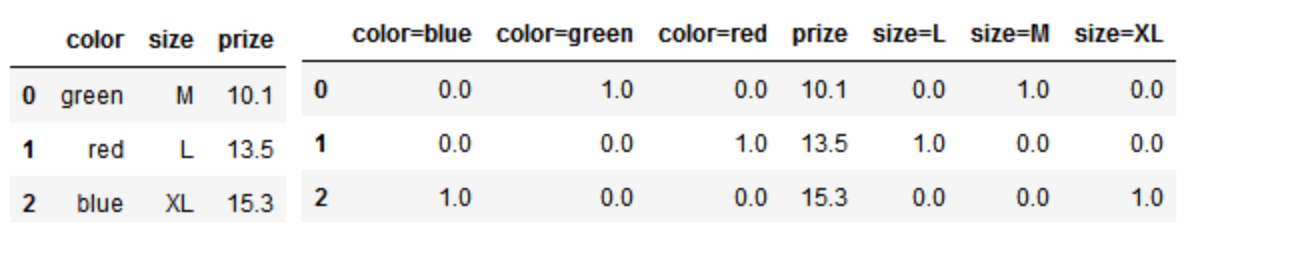 color size prize
0 green M 10.1
1 red L 13.5
2 blue XL 15.3
color=blue color=green color=red prize size=L size=M size=XL
0 0.0 1.0 0.0 10.1 0.0 1.0 0.0
1 0.0 0.0 1.0 13.5 1.0 0.0 0.0
2 1.0 0.0 0.0 15.3 0.0 0.0 1.0